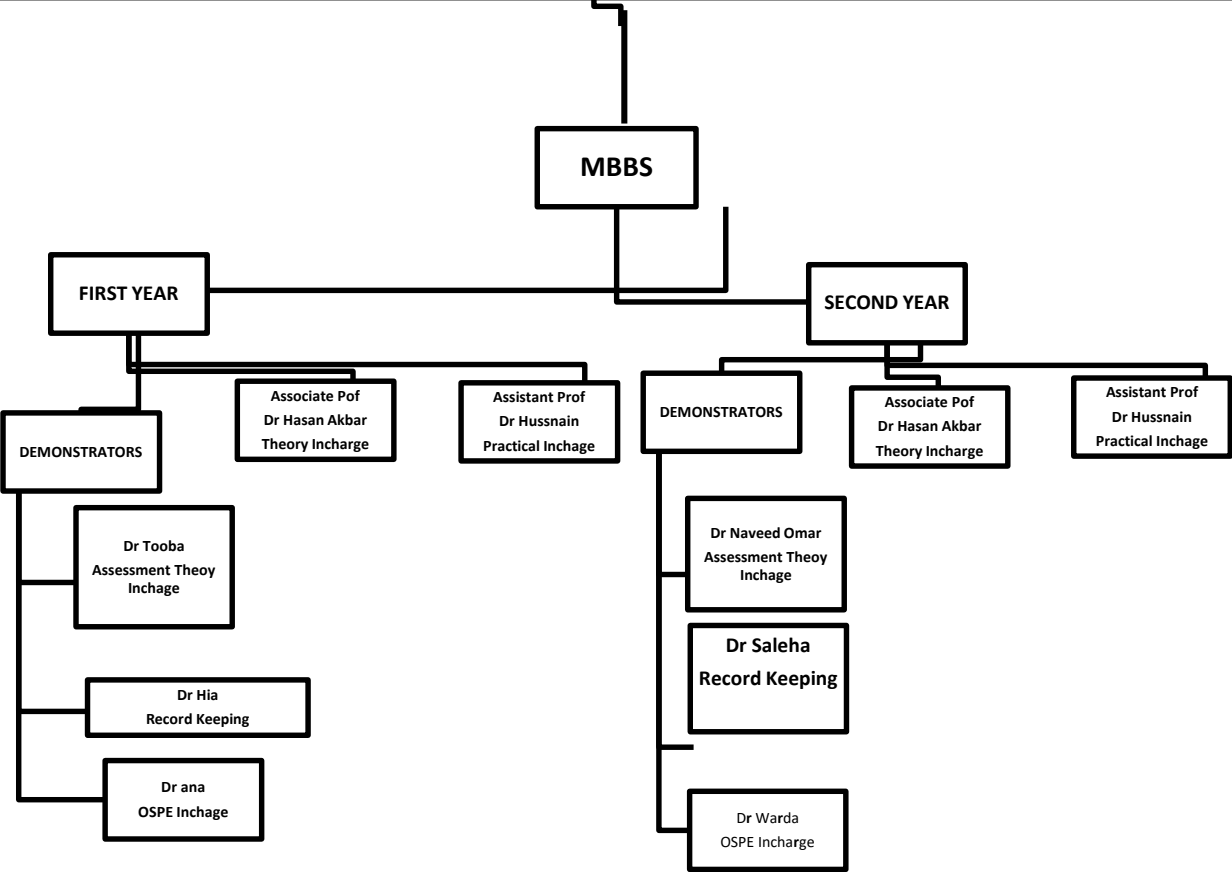 MBBS
FIRST YEAR
SECOND YEAR
DEMONSTRATORS
Associate Pof
Dr Hasan Akbar
Theory Incharge
Assistant Prof
Dr Hussnain
Practical Inchage
DEMONSTRATORS
Associate Pof
Dr Hasan Akbar
Theory Incharge
Assistant Prof
Dr Hussnain
Practical Inchage
Dr Tooba
Assessment Theoy
Inchage
Dr Hia
Record Keeping
Dr ana
OSPE Inchage
Dr Naveed Omar
Assessment Theoy
Inchage
Dr Saleha
Record Keeping
Dr Warda
OSPE Incharge